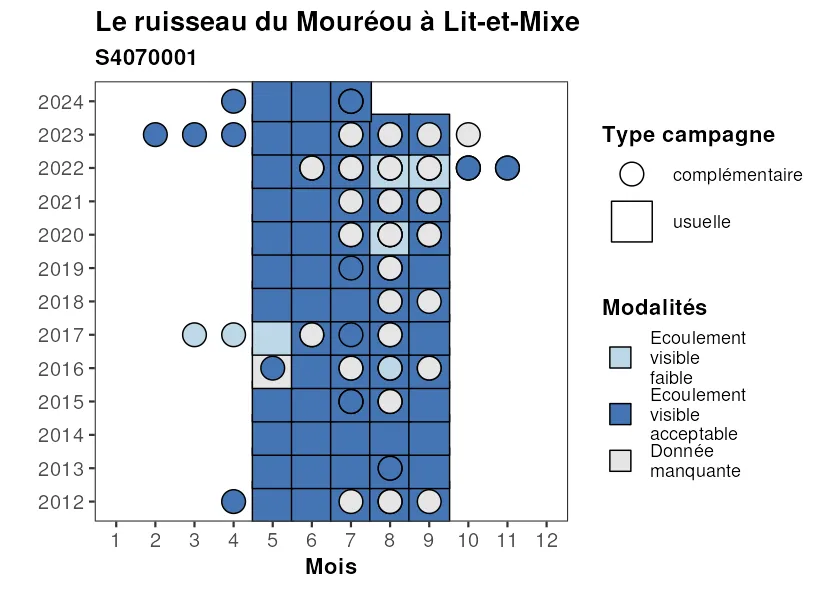 Le ruisseau du Mouréou à Lit-et-Mixe
S4070001
2024
2023
2022
2021
2020
2019
2018
2017
2016
2015
2014
2013
2012
1 2 3 4 5 6 7 8 9 10 11 12
Mois
Type campagne
complémentaire
usuelle
Modalités
Ecoulement
visible
faible
Ecoulement
visible
acceptable
Donnée
manquante